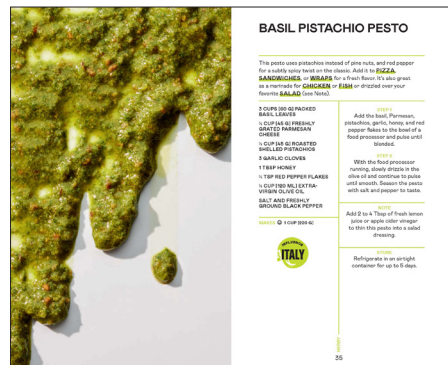 BASIL PISTACHIO PESTO
This pesto uses pistachios instead of pine nuts, and red pepper
for a subtly spicy twist on the classic. Add it to PIZZA,
SANDWICHES, or WRAPS for a fresh flavor. It's also great
as a marinade for CHICKEN or FISH or drizzled over your
favorite SALAD (see Note).
3 CUPS [60 G] PACKED
BASIL LEAVES
CUP [45 G] FRESHLY
GRATED PARMESAN
CHEESE
CUP [45 G] ROASTED
SHELLED PISTACHIOS
3 GARLIC CLOVES
1 TBSP HONEY
TSP RED PEPPER FLAKES
½ CUP [120 ML] EXTRA-
VIRGIN OLIVE OIL
SALT AND FRESHLY
GROUND BLACK PEPPER
MAKES 1 CUP [220 G]
INFLUENCE
ITALY
STEP 1
Add the basil, Parmesan,
pistachios, garlic, honey, and red
pepper flakes to the bowl of a
food processor and pulse until
blended.
STEP 2
With the food processor
running, slowly drizzle in the
olive oil and continue to pulse
until smooth. Season the pesto
with salt and pepper to taste.
NOTE
Add 2 to 4 Tbsp of fresh lemon
juice or apple cider vinegar
to thin this pesto into a salad
dressing.
STORE
Refrigerate in an airtight
container for up to 5 days.
35